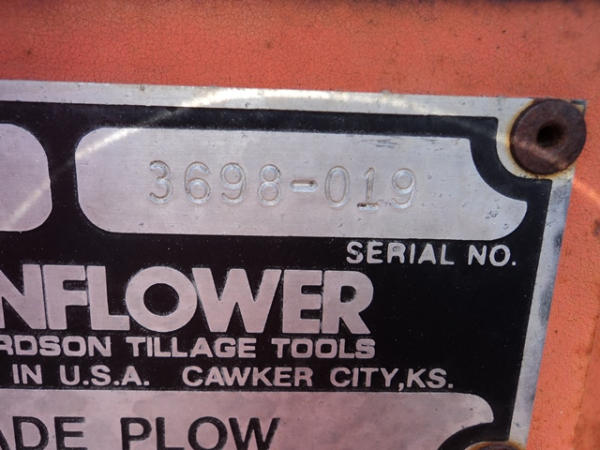 3698-019
SERIAL NO.
NFLOWER
RDSON TILLAGE TOOLS
IN U.S.A. CAWKER CITY,KS.
ADE PLOW